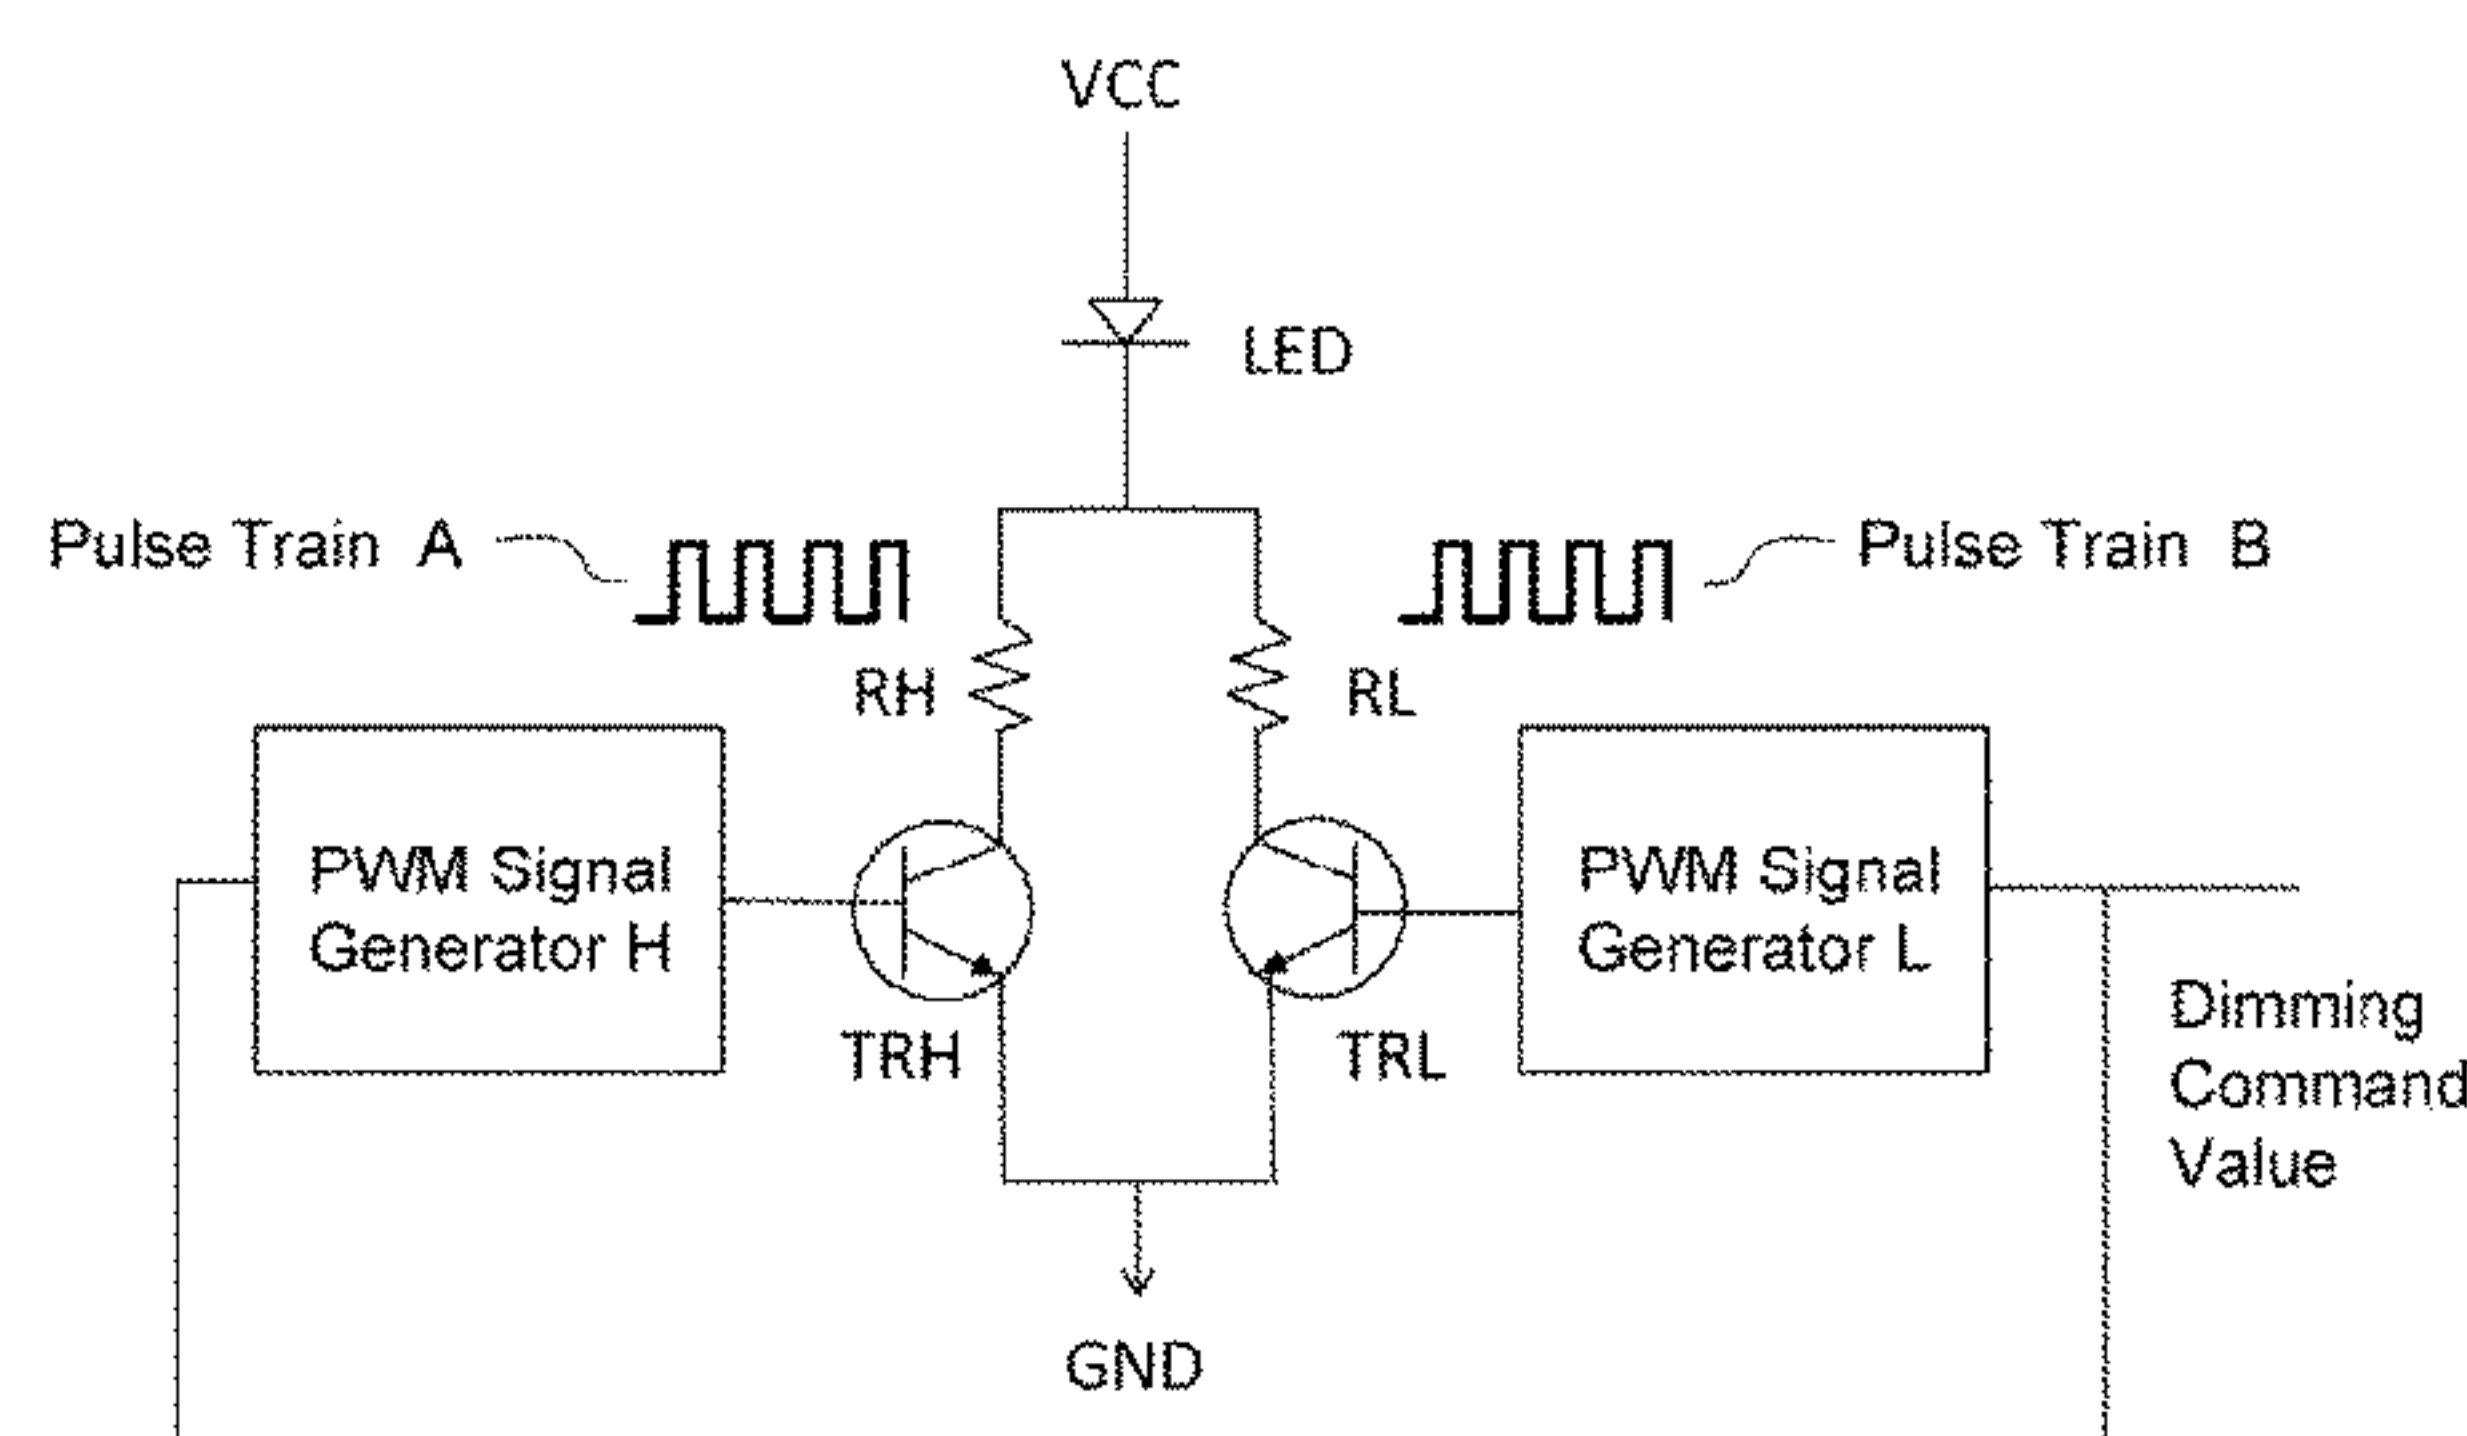 VCC
LED
Pulse Train A
Pulse Train B
RH
RL
PWM Signal
Generator H
PWM Signal
Generator L
TRH
TRL
Dimming
Command
Value
GND